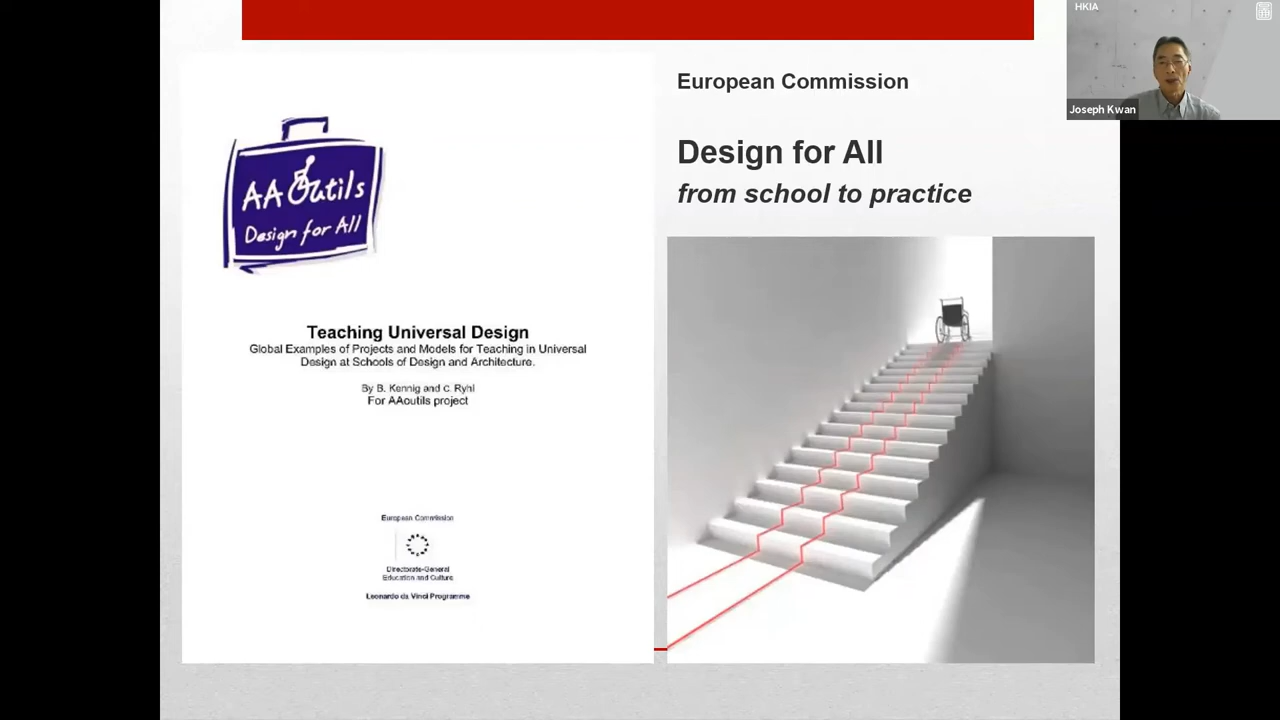 HKIA
Joseph Kwan
European Commission
Design for All
from school to practice
AAOutils
Design for All
Teaching Universal Design
Global Examples of Projects and Models for Teaching in Universal
Design at Schools of Design and Architecture.
By B. Kennig and C. Ryhl
For AAoutils project
European Commission
Directorate-General
Education and Culture
Leonardo da Vinci Programme